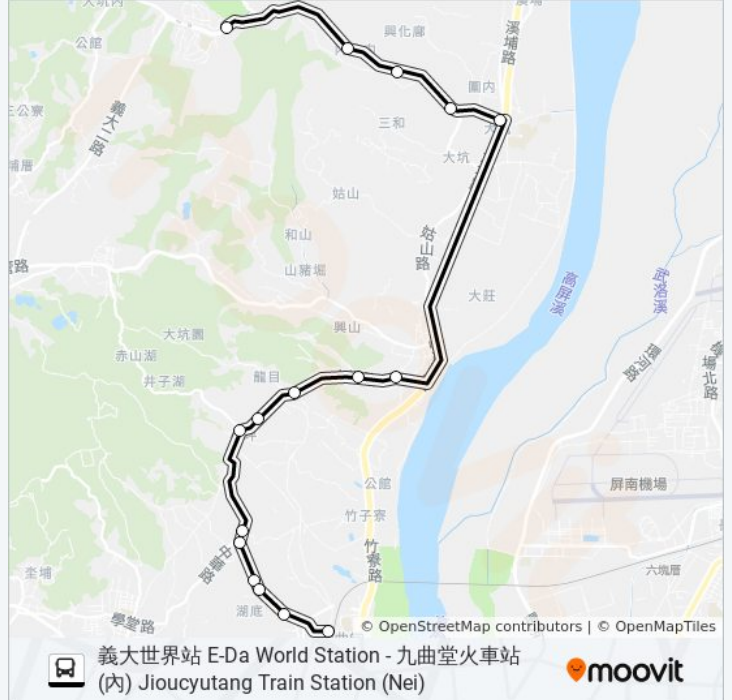 大坑內
公館
興化廍
溪埔路
圍內
義大二路
三公寮
三和
大坑
姑山
姑山路
和山
山豬堀
大庄
高屏溪
武洛溪
興山
大坑園
赤山湖
井子湖
龍目
環河路
機場北路
公館
屏南機場
竹子寮
竹寮路
中華路
坔埔
六塊厝
學堂路
湖底
© OpenStreetMap contributors | © OpenMapTiles
義大世界站 E-Da World Station - 九曲堂火車站
(內) Jioucyutang Train Station (Nei)
moovit